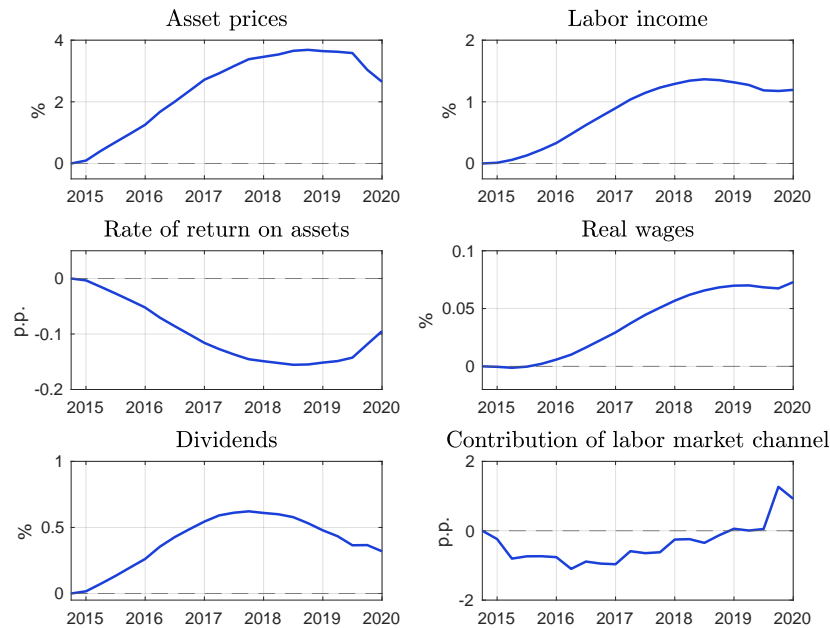 Asset prices
4
2
0
%
2015 2016 2017 2018 2019 2020
Labor income
2
1
0
%
2015 2016 2017 2018 2019 2020
Rate of return on assets
0
-0.1
-0.2
p.p.
2015 2016 2017 2018 2019 2020
Real wages
0.1
0.05
0
%
2015 2016 2017 2018 2019 2020
Dividends
1
0.5
0
%
2015 2016 2017 2018 2019 2020
Contribution of labor market channel
2
0
-2
p.p.
2015 2016 2017 2018 2019 2020